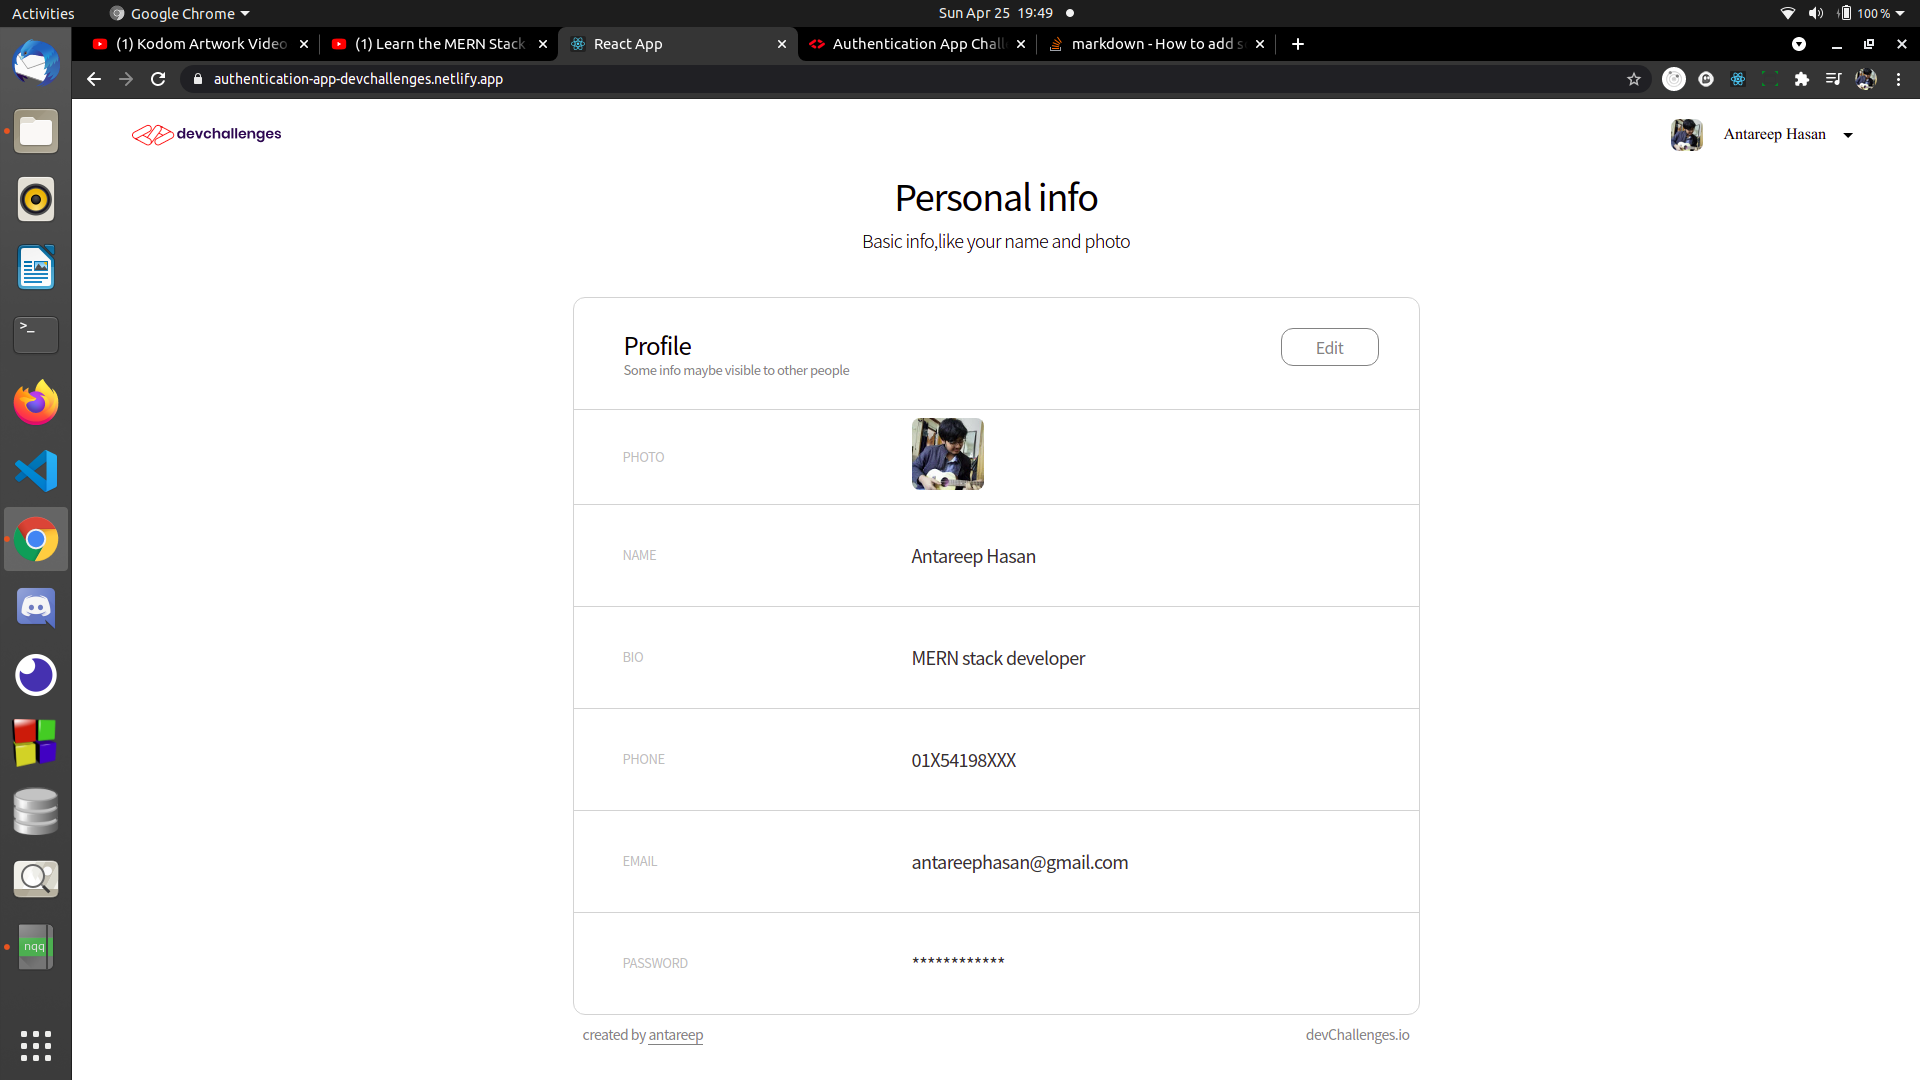 Activities
Google Chrome
Sun Apr 25 19:49
100 %
(1) Kodom Artwork Video
(1) Learn the MERN Stack
React App
Authentication App Chall
markdown - How to add s
authentication-app-devchallenges.netlify.app
devchallenges
Antareep Hasan
Personal info
Basic info,like your name and photo
Profile
Some info maybe visible to other people
Edit
PHOTO
NAME
Antareep Hasan
BIO
MERN stack developer
PHONE
01X54198XXX
EMAIL
antareephasan@gmail.com
PASSWORD
************
created by antareep
devChallenges.io
>_
nqq